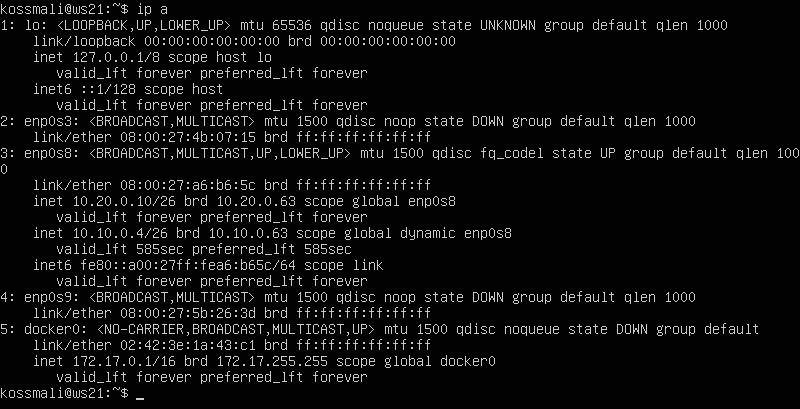 kossmali@ws21:~$ ip a
1: lo: <LOOPBACK,UP,LOWER_UP> mtu 65536 qdisc noqueue state UNKNOWN group default qlen 1000
    link/loopback 00:00:00:00:00:00 brd 00:00:00:00:00:00
    inet 127.0.0.1/8 scope host lo
       valid_lft forever preferred_lft forever
    inet6 ::1/128 scope host
       valid_lft forever preferred_lft forever
2: enp0s3: <BROADCAST,MULTICAST> mtu 1500 qdisc noop state DOWN group default qlen 1000
    link/ether 08:00:27:4b:07:15 brd ff:ff:ff:ff:ff:ff
3: enp0s8: <BROADCAST,MULTICAST,UP,LOWER_UP> mtu 1500 qdisc fq_codel state UP group default qlen 100
0
    link/ether 08:00:27:a6:b6:5c brd ff:ff:ff:ff:ff:ff
    inet 10.20.0.10/26 brd 10.20.0.63 scope global enp0s8
       valid_lft forever preferred_lft forever
    inet 10.10.0.4/26 brd 10.10.0.63 scope global dynamic enp0s8
       valid_lft 585sec preferred_lft 585sec
    inet6 fe80::a00:27ff:fea6:b65c/64 scope link
       valid_lft forever preferred_lft forever
4: enp0s9: <BROADCAST,MULTICAST> mtu 1500 qdisc noop state DOWN group default qlen 1000
    link/ether 08:00:27:5b:26:3d brd ff:ff:ff:ff:ff:ff
5: docker0: <NO-CARRIER,BROADCAST,MULTICAST,UP> mtu 1500 qdisc noqueue state DOWN group default
    link/ether 02:42:3e:1a:43:c1 brd ff:ff:ff:ff:ff:ff
    inet 172.17.0.1/16 brd 172.17.255.255 scope global docker0
       valid_lft forever preferred_lft forever
kossmali@ws21:~$ _